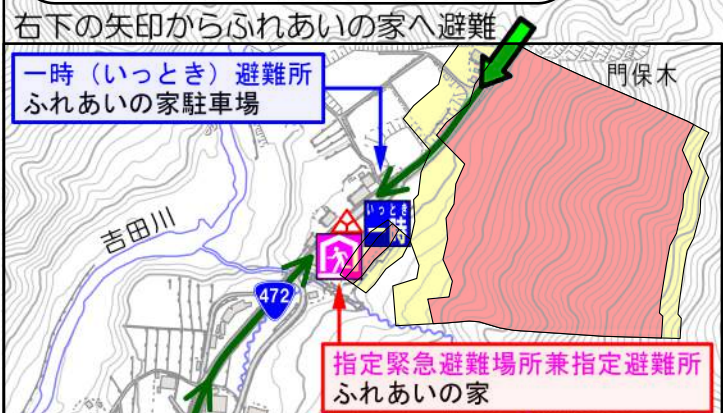 右下の矢印からふれあいの家へ避難
一時（いっとき）避難所
ふれあいの家駐車場
門保木
いっとき
一時
吉田川
472
指定緊急避難場所兼指定避難所
ふれあいの家